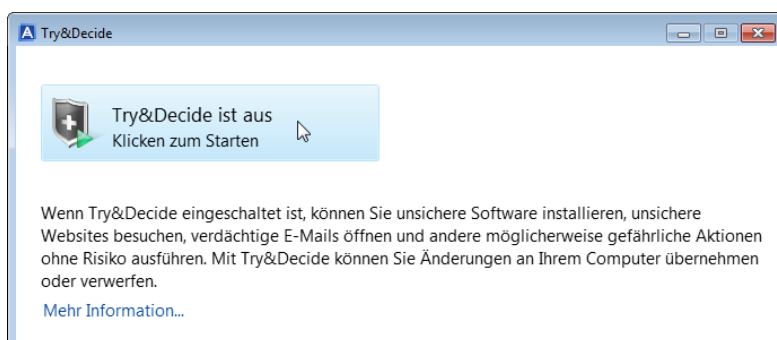 Try&Decide
Try&Decide ist aus
Klicken zum Starten
Wenn Try&Decide eingeschaltet ist, können Sie unsichere Software installieren, unsichere
Websites besuchen, verdächtige E-Mails öffnen und andere möglicherweise gefährliche Aktionen
ohne Risiko ausführen. Mit Try&Decide können Sie Änderungen an Ihrem Computer übernehmen
oder verwerfen.
Mehr Information...